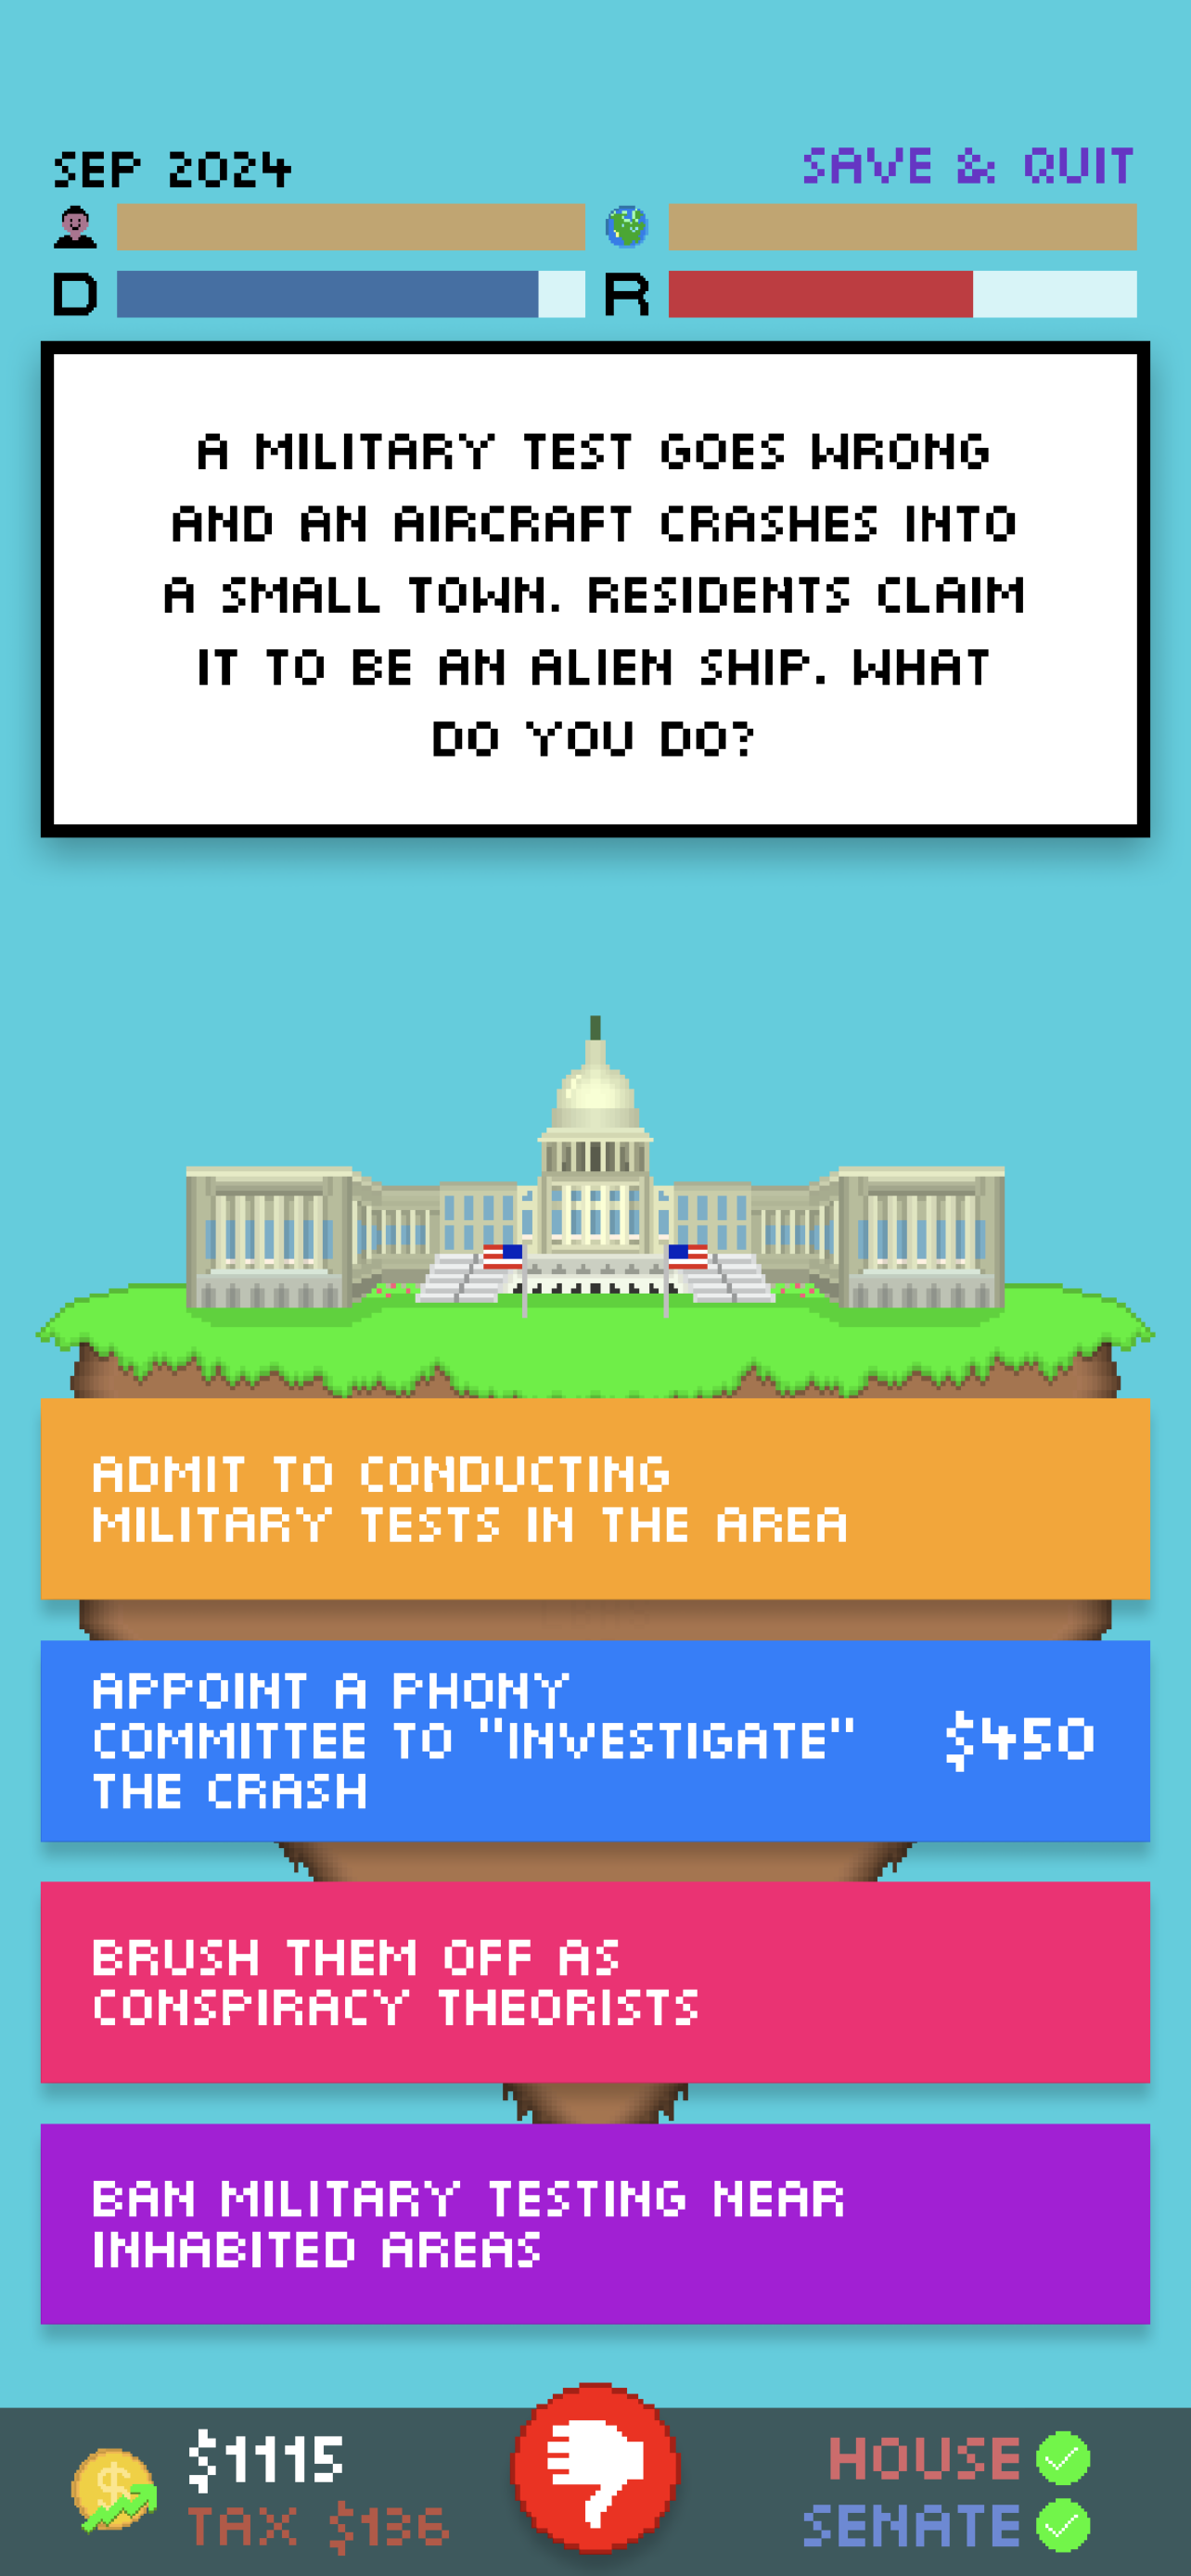 SEP 2024
SAVE & QUIT
D
R
A MILITARY TEST GOES WRONG
AND AN AIRCRAFT CRASHES INTO
A SMALL TOWN. RESIDENTS CLAIM
IT TO BE AN ALIEN SHIP. WHAT
DO YOU DO?
ADMIT TO CONDUCTING
MILITARY TESTS IN THE AREA
APPOINT A PHONY
COMMITTEE TO "INVESTIGATE"
THE CRASH
$450
BRUSH THEM OFF AS
CONSPIRACY THEORISTS
BAN MILITARY TESTING NEAR
INHABITED AREAS
$1115
TAX $136
HOUSE
SENATE